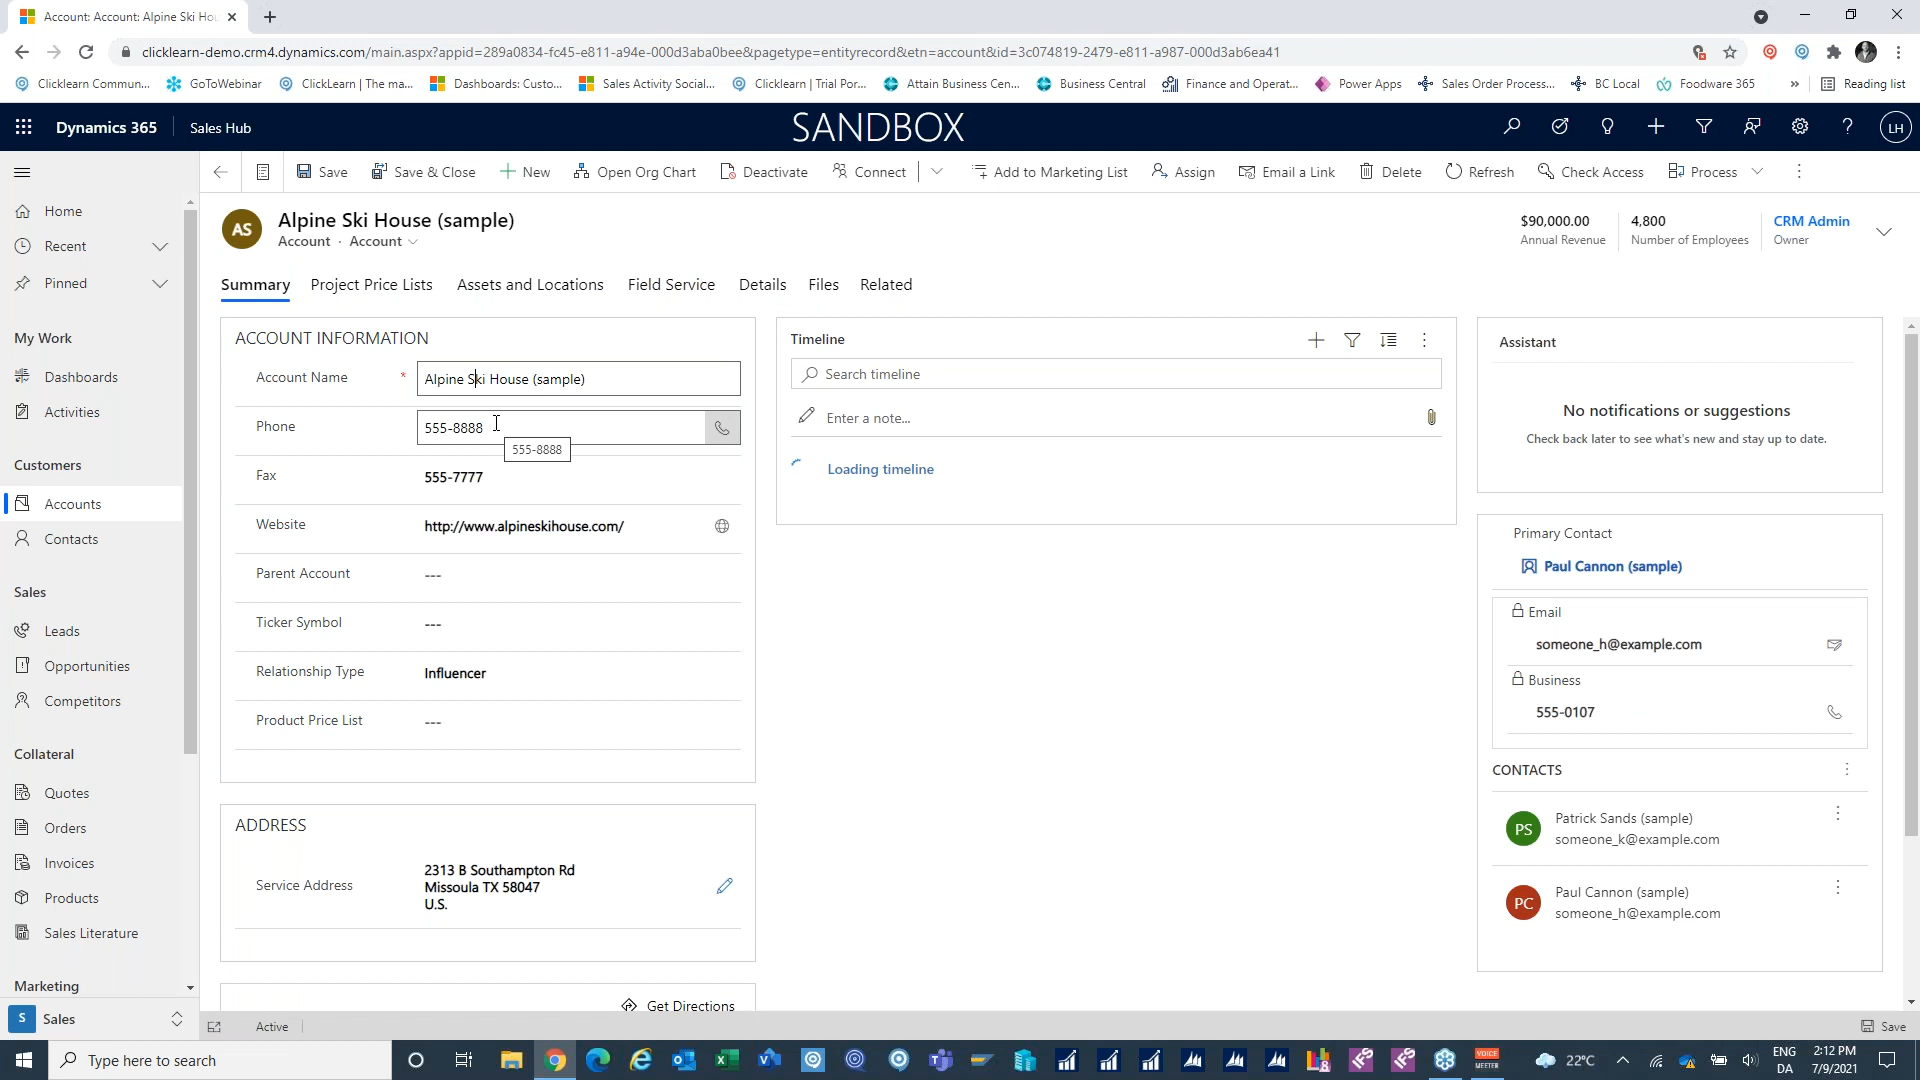 Account: Account: Alpine Ski Hou
clicklearn-demo.crm4.dynamics.com/main.aspx?appid=289a0834-fc45-e811-a94e-000d3aba0bee&pagetype=entityrecord&etn=account&id=3c074819-2479-e811-a987-000d3ab6ea41
Clicklearn Commun... GoToWebinar ClickLearn | The ma... Dashboards: Custo... Sales Activity Social... Clicklearn | Trial Por... Attain Business Cen... Business Central Finance and Operat... Power Apps Sales Order Process... BC Local Foodware 365 » Reading list
Dynamics 365 Sales Hub SANDBOX LH
Save Save & Close New Open Org Chart Deactivate Connect Add to Marketing List Assign Email a Link Delete Refresh Check Access Process
Home
Recent
Pinned
My Work
Dashboards
Activities
Customers
Accounts
Contacts
Sales
Leads
Opportunities
Competitors
Collateral
Quotes
Orders
Invoices
Products
Sales Literature
Marketing
S Sales
AS
Alpine Ski House (sample)
Account · Account
$90,000.00
Annual Revenue
4,800
Number of Employees
CRM Admin
Owner
Summary Project Price Lists Assets and Locations Field Service Details Files Related
ACCOUNT INFORMATION
Account Name * Alpine Ski House (sample)
Phone 555-8888
555-8888
Fax 555-7777
Website http://www.alpineskihouse.com/
Parent Account ---
Ticker Symbol ---
Relationship Type Influencer
Product Price List ---
ADDRESS
Service Address
2313 B Southampton Rd
Missoula TX 58047
U.S.
Get Directions
Timeline
Search timeline
Enter a note...
Loading timeline
Assistant
No notifications or suggestions
Check back later to see what's new and stay up to date.
Primary Contact
Paul Cannon (sample)
Email
someone_h@example.com
Business
555-0107
CONTACTS
PS
Patrick Sands (sample)
someone_k@example.com
PC
Paul Cannon (sample)
someone_h@example.com
Active
Save
Type here to search
VOICE
MEETER
22°C
ENG
DA
2:12 PM
7/9/2021